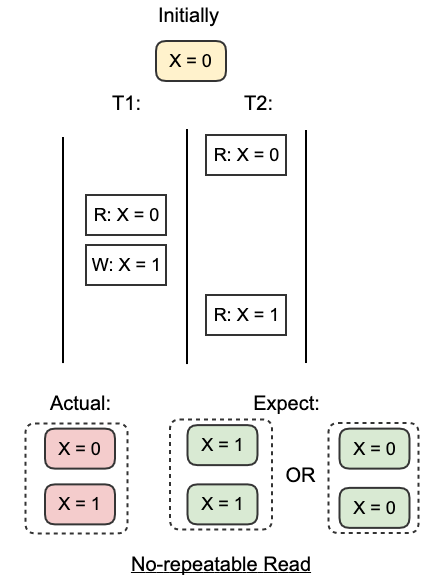 Initially
X = 0
T1:
T2:
R: X = 0
R: X = 0
W: X = 1
R: X = 1
Actual:
Expect:
X = 0
X = 1
X = 1
X = 1
OR
X = 0
X = 0
No-repeatable Read